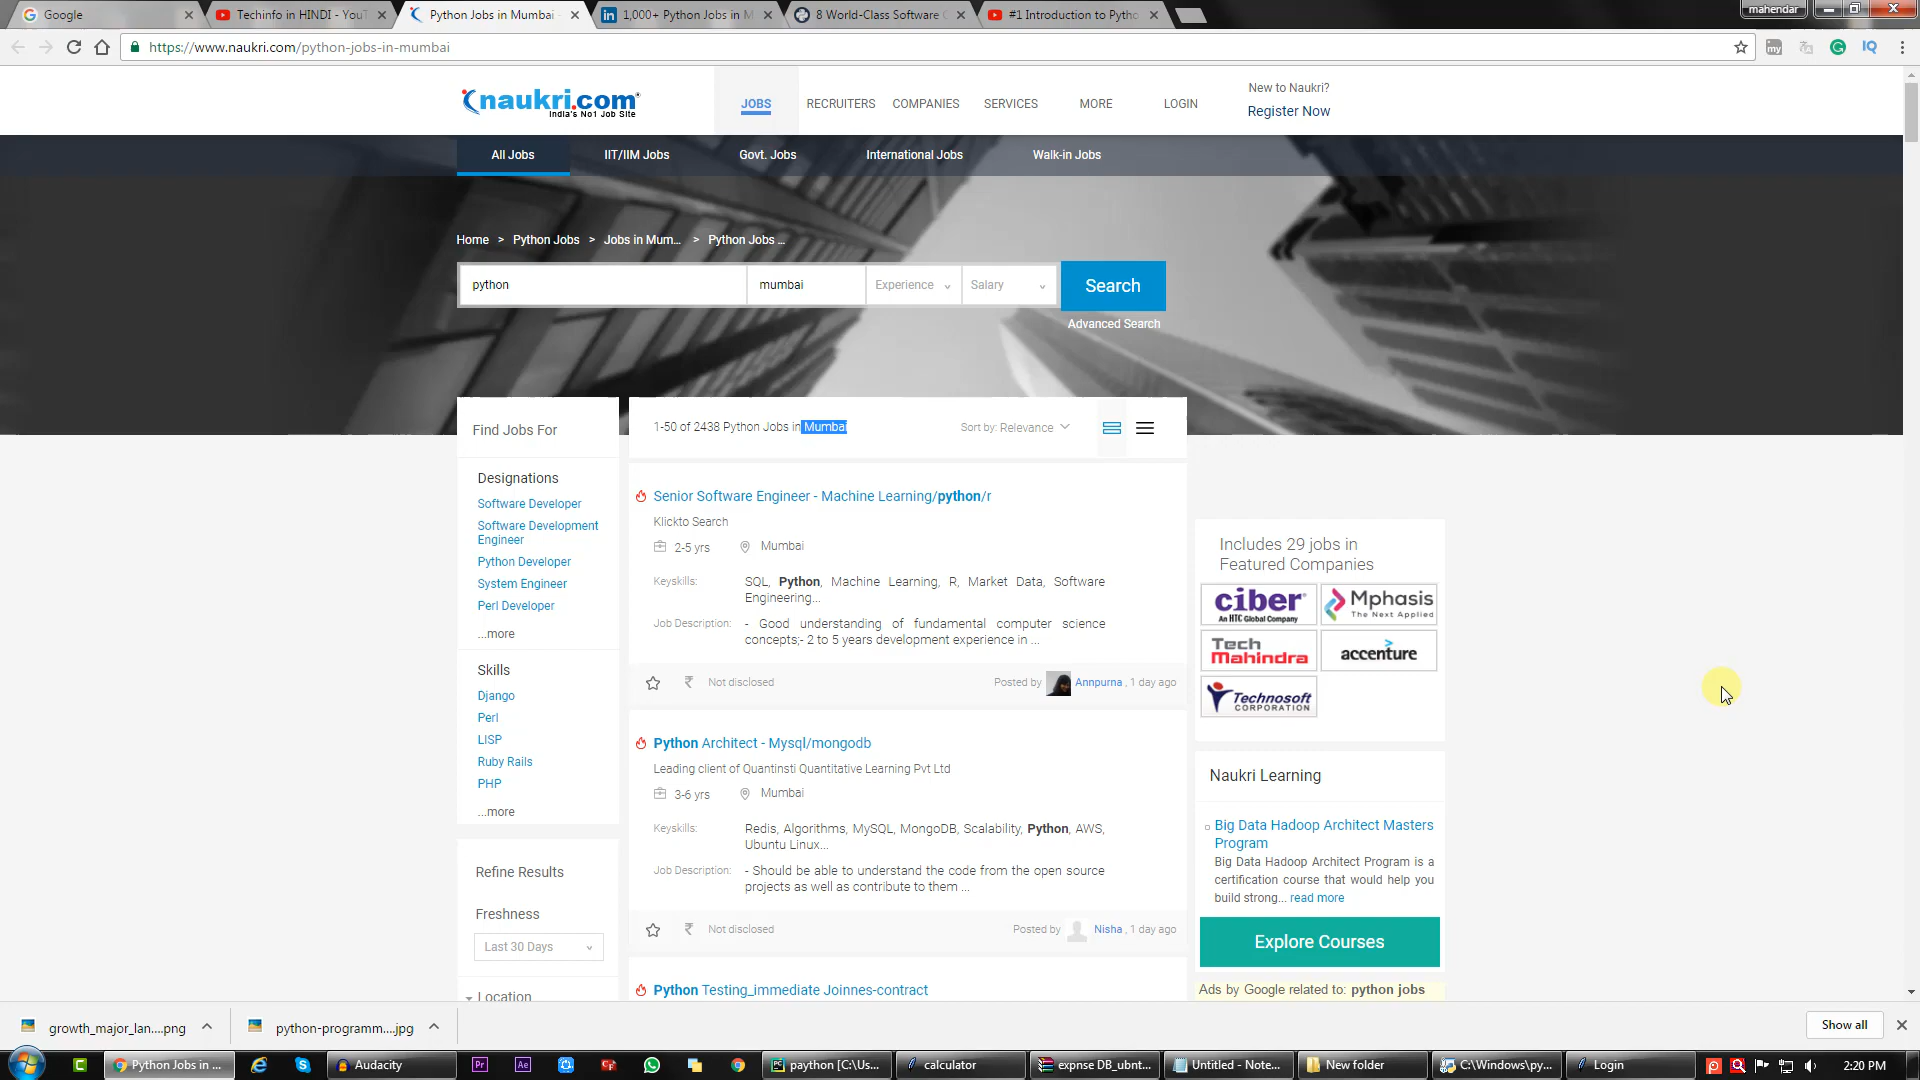 Google
Techinfo in HINDI - YouT
Python Jobs in Mumbai -
1,000+ Python Jobs in M
8 World-Class Software C
#1 Introduction to Pytho
mahendar
https://www.naukri.com/python-jobs-in-mumbai
naukri.com
India's No1 Job Site
JOBS
RECRUITERS
COMPANIES
SERVICES
MORE
LOGIN
New to Naukri?
Register Now
All Jobs
IIT/IIM Jobs
Govt. Jobs
International Jobs
Walk-in Jobs
Home > Python Jobs > Jobs in Mum... > Python Jobs ...
python
mumbai
Experience
Salary
Search
Advanced Search
Find Jobs For
Designations
Software Developer
Software Development
Engineer
Python Developer
System Engineer
Perl Developer
...more
Skills
Django
Perl
LISP
Ruby Rails
PHP
...more
Refine Results
Freshness
Last 30 Days
Location
1-50 of 2438 Python Jobs in Mumbai
Sort by: Relevance
Senior Software Engineer - Machine Learning/python/r
Klickto Search
2-5 yrs
Mumbai
Keyskills:
SQL, Python, Machine Learning, R, Market Data, Software
Engineering...
Job Description:
- Good understanding of fundamental computer science
concepts;- 2 to 5 years development experience in ...
₹ Not disclosed
Posted by Annpurna , 1 day ago
Python Architect - Mysql/mongodb
Leading client of Quantinsti Quantitative Learning Pvt Ltd
3-6 yrs
Mumbai
Keyskills:
Redis, Algorithms, MySQL, MongoDB, Scalability, Python, AWS,
Ubuntu Linux...
Job Description:
- Should be able to understand the code from the open source
projects as well as contribute to them ...
₹ Not disclosed
Posted by Nisha , 1 day ago
Python Testing_immediate Joinnes-contract
Includes 29 jobs in
Featured Companies
ciber
An HTC Global Company
Mphasis
The Next Applied
Tech
Mahindra
accenture
Technosoft
CORPORATION
Naukri Learning
Big Data Hadoop Architect Masters
Program
Big Data Hadoop Architect Program is a
certification course that would help you
build strong... read more
Explore Courses
Ads by Google related to: python jobs
growth_major_lan....png
python-programm....jpg
Show all
Python Jobs in ...
Audacity
Pr
Ae
paython [C:\Us...
calculator
expnse DB_ubnt...
Untitled - Note...
New folder
C:\Windows\py...
Login
2:20 PM